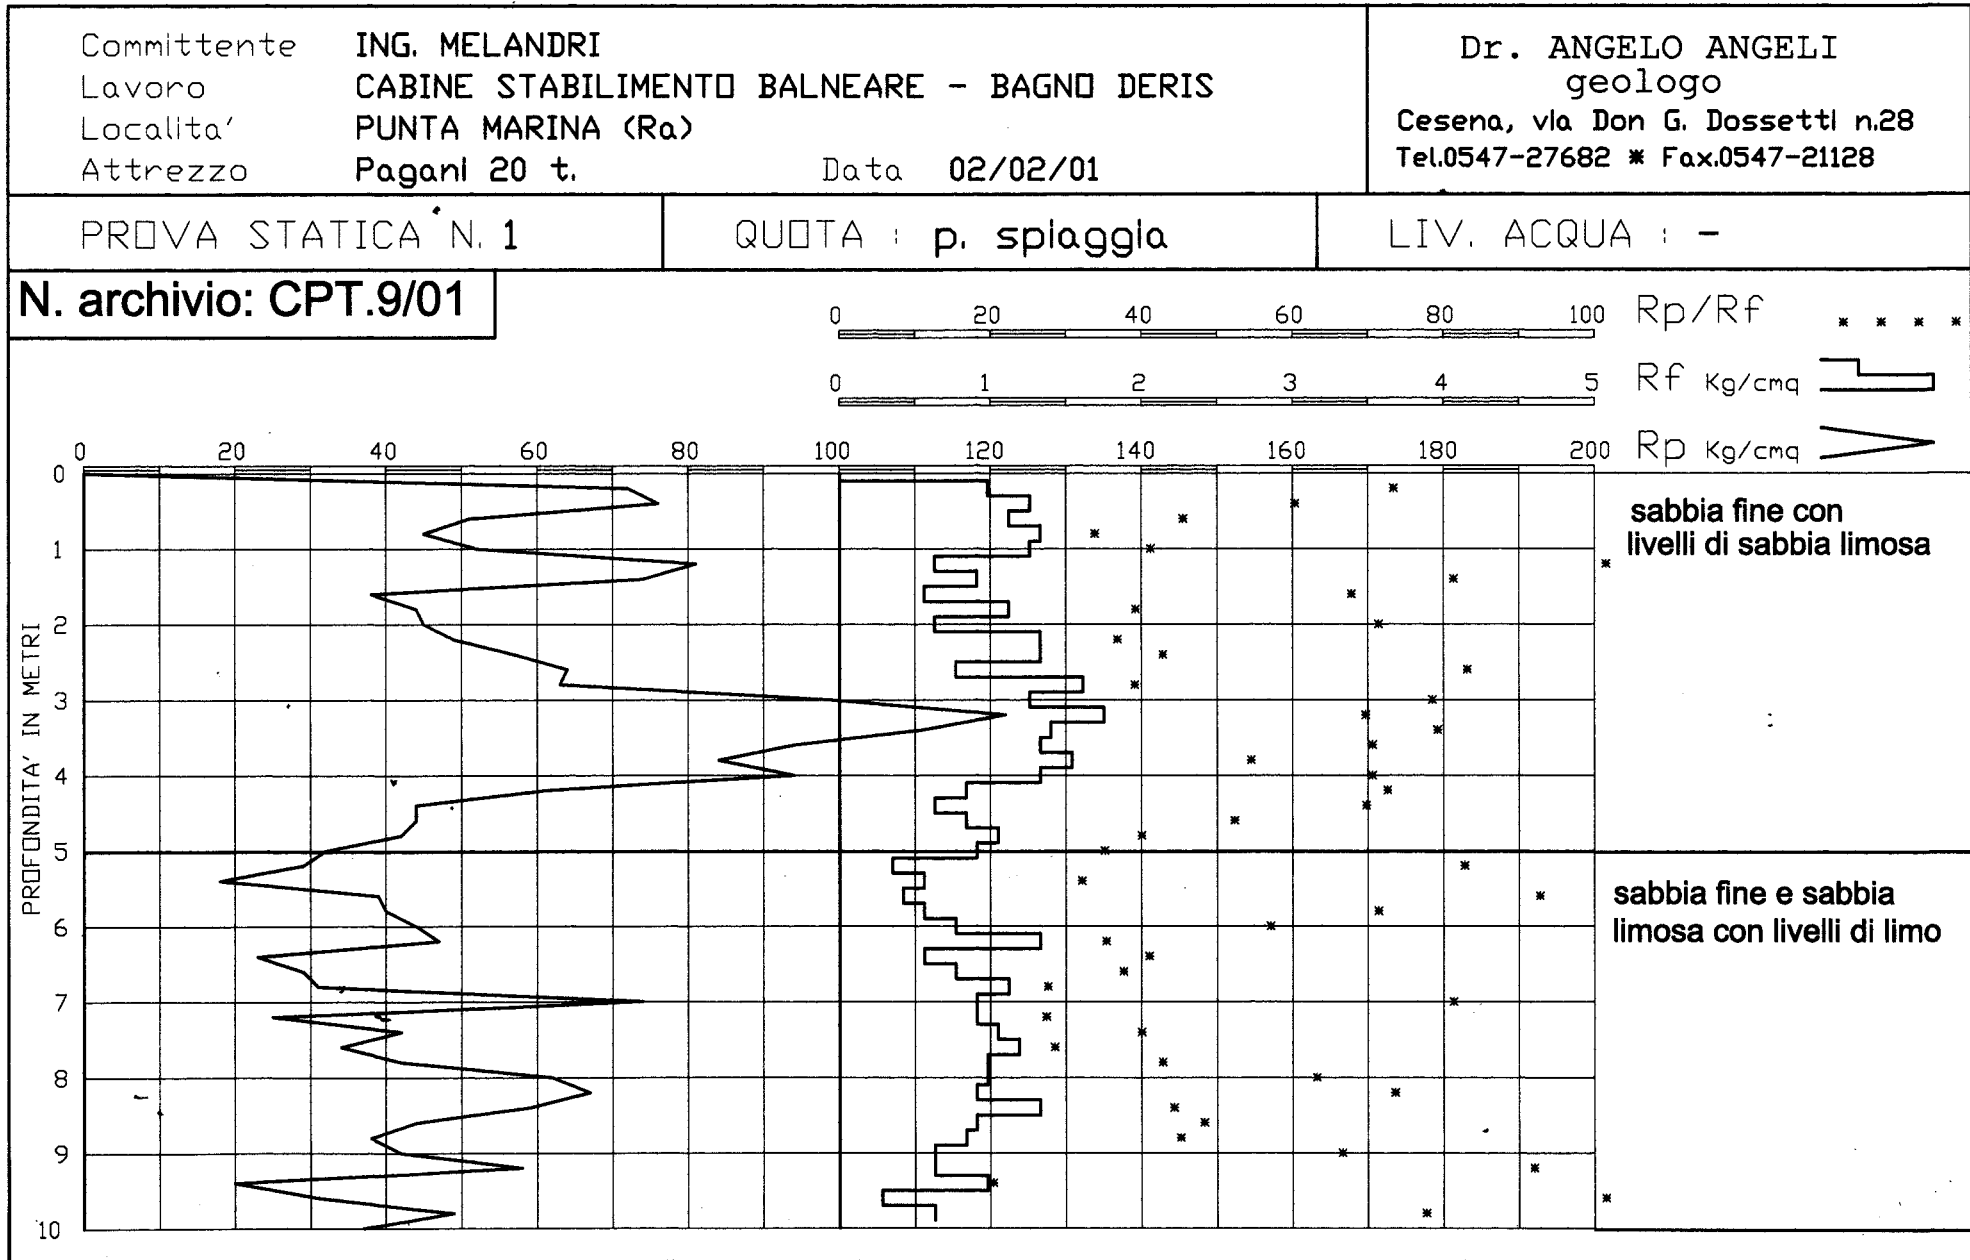 Committente ING. MELANDRI
Lavoro CABINE STABILIMENTO BALNEARE - BAGNO DERIS
Localita' PUNTA MARINA (Ra)
Attrezzo Pagani 20 t. Data 02/02/01
Dr. ANGELO ANGELI
geologo
Cesena, via Don G. Dossetti n.28
Tel.0547-27682 * Fax.0547-21128
PROVA STATICA N. 1
QUOTA : p. spiaggia
LIV. ACQUA : -
N. archivio: CPT.9/01
0 20 40 60 80 100 Rp/Rf
0 1 2 3 4 5 Rf Kg/cmq
0 20 40 60 80 100 120 140 160 180 200 Rp Kg/cmq
PROFONDITA' IN METRI
0
1
2
3
4
5
6
7
8
9
10
sabbia fine con
livelli di sabbia limosa
sabbia fine e sabbia
limosa con livelli di limo